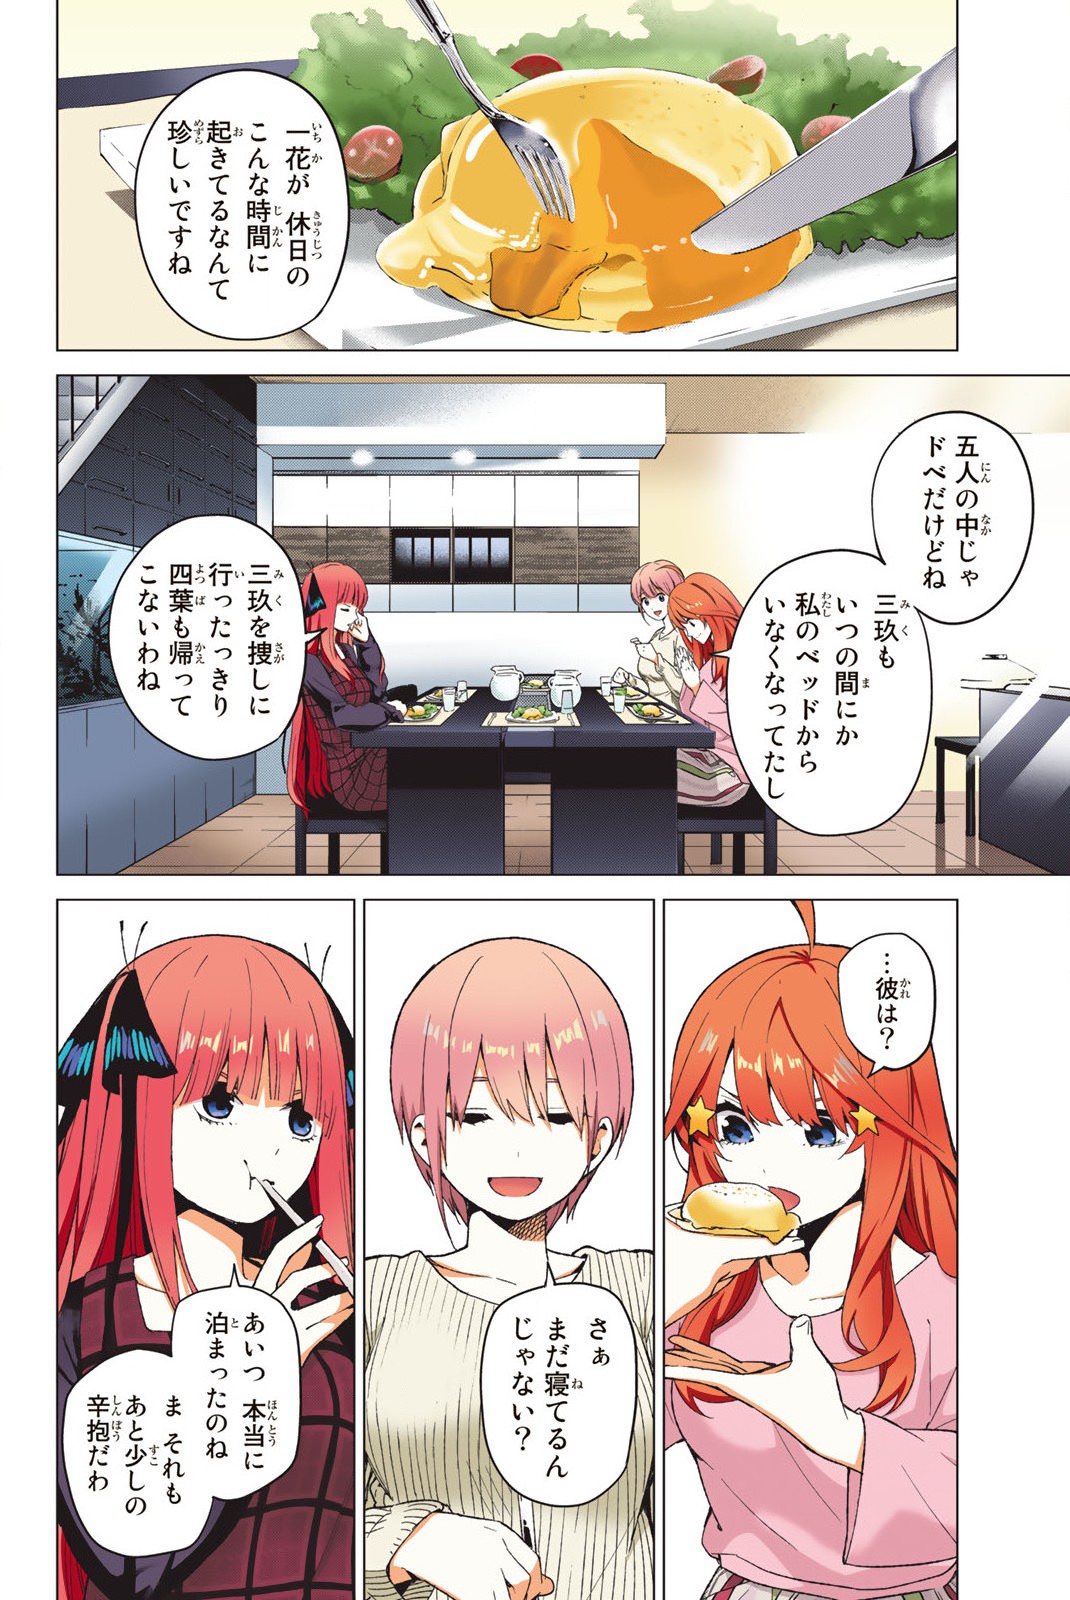 一花が 休日の
こんな時間に
起きてるなんて
珍しいですね
五人の中じゃ
ドベだけどね
三玖も
いつの間にか
私のベッドから
いなくなってたし
三玖を捜しに
行ったっきり
四葉も帰って
こないわね
…彼は?
さぁ
まだ寝てるん
じゃない?
あいつ 本当に
泊まったのね
ま それも
あと少しの
辛抱だわ